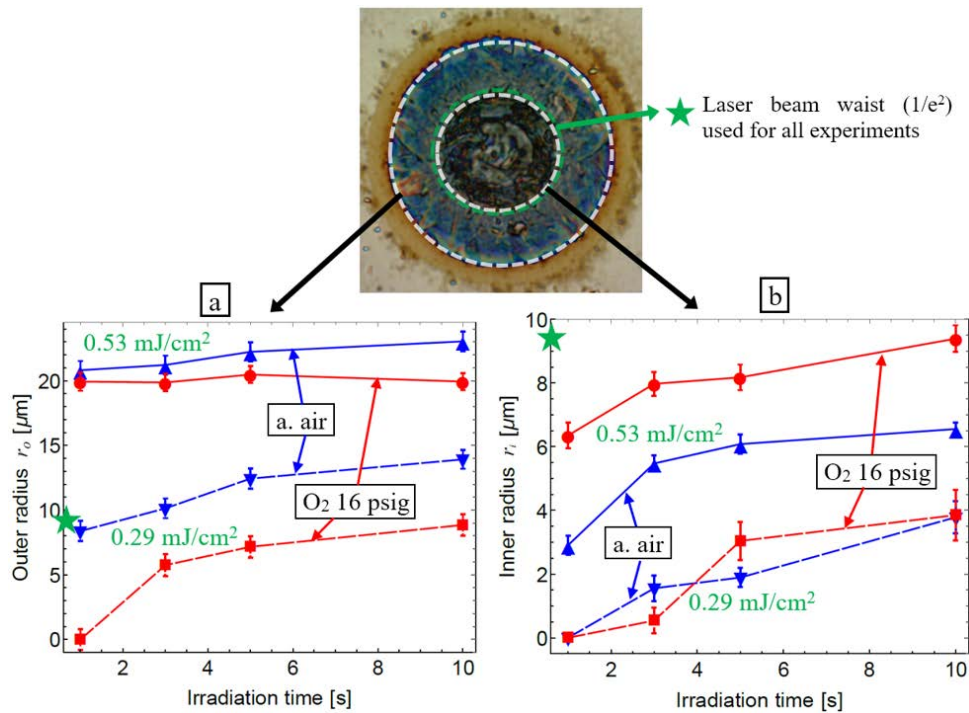 Laser beam waist (1/e²)
used for all experiments
a
b
0.53 mJ/cm²
a. air
O₂ 16 psig
0.29 mJ/cm²
Outer radius rₒ [μm]
20
15
10
5
0
2 4 6 8 10
Irradiation time [s]
0.53 mJ/cm²
O₂ 16 psig
a. air
0.29 mJ/cm²
Inner radius rᵢ [μm]
10
8
6
4
2
0
2 4 6 8 10
Irradiation time [s]